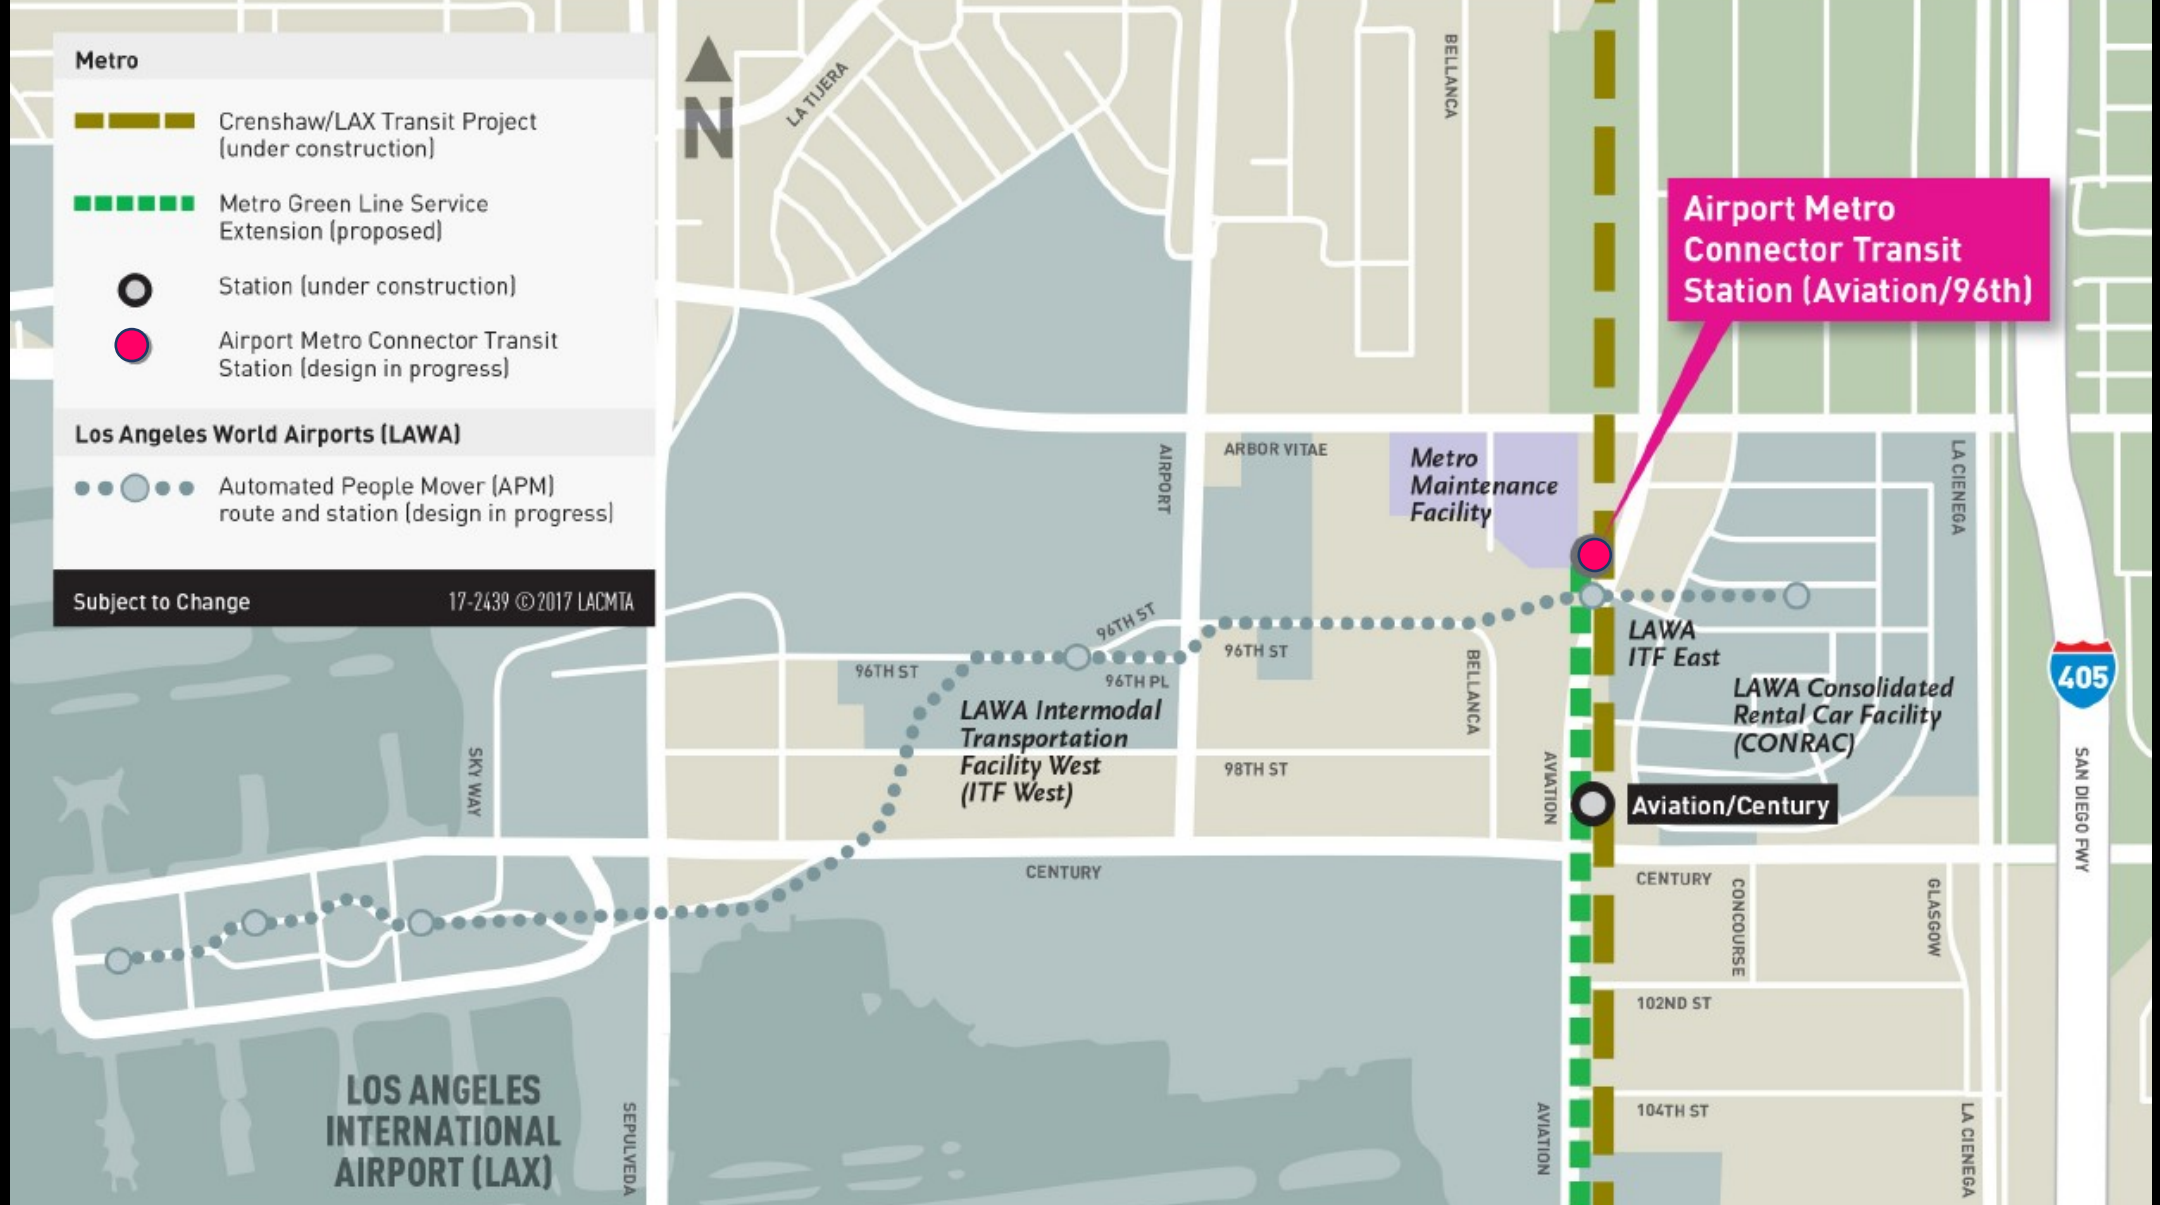 Metro
Crenshaw/LAX Transit Project
(under construction)
Metro Green Line Service
Extension (proposed)
Station (under construction)
Airport Metro Connector Transit
Station (design in progress)
Los Angeles World Airports (LAWA)
Automated People Mover (APM)
route and station (design in progress)
Subject to Change
17-2439 ©2017 LACMTA
N
LA TIJERA
BELLANCA
Airport Metro
Connector Transit
Station (Aviation/96th)
AIRPORT
ARBOR VITAE
Metro
Maintenance
Facility
LA CIENEGA
96TH ST
96TH ST
96TH PL
96TH ST
BELLANCA
LAWA
ITF East
LAWA Consolidated
Rental Car Facility
(CONRAC)
405
LAWA Intermodal
Transportation
Facility West
(ITF West)
98TH ST
SKY WAY
AVIATION
Aviation/Century
SAN DIEGO FWY
CENTURY
CENTURY
CONCOURSE
GLASGOW
102ND ST
104TH ST
LOS ANGELES
INTERNATIONAL
AIRPORT (LAX)
SEPULVEDA
AVIATION
LA CIENEGA